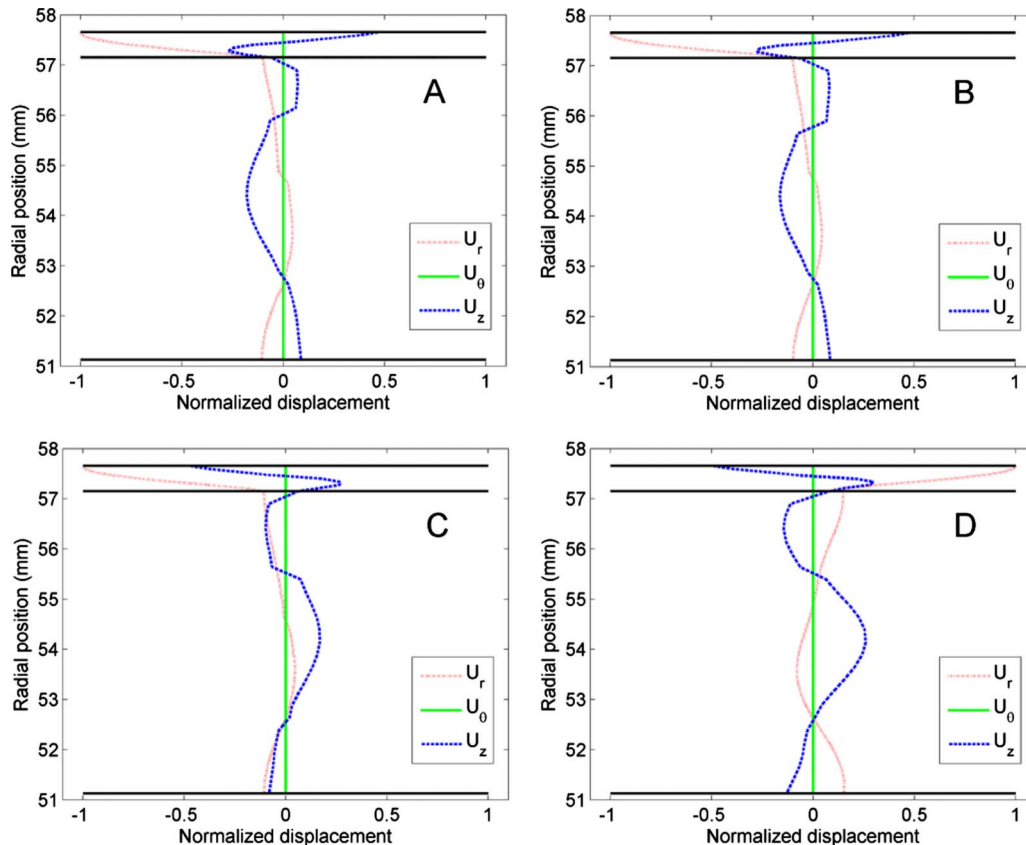 58
57
56
55
54
53
52
51
Radial position (mm)
A
U_r
U_θ
U_z
-1 -0.5 0 0.5 1
Normalized displacement
58
57
56
55
54
53
52
51
Radial position (mm)
B
U_r
U_θ
U_z
-1 -0.5 0 0.5 1
Normalized displacement
58
57
56
55
54
53
52
51
Radial position (mm)
C
U_r
U_θ
U_z
-1 -0.5 0 0.5 1
Normalized displacement
58
57
56
55
54
53
52
51
Radial position (mm)
D
U_r
U_θ
U_z
-1 -0.5 0 0.5 1
Normalized displacement